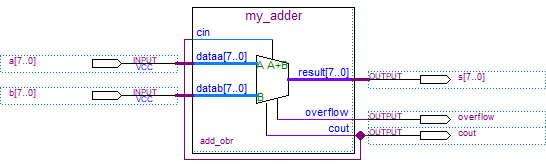 my_adder
cin
a[7..0] INPUT VCC dataa[7..0] A A+B result[7..0] OUTPUT s[7..0]
b[7..0] INPUT VCC datab[7..0] B
overflow OUTPUT overflow
cout OUTPUT cout
add_obr